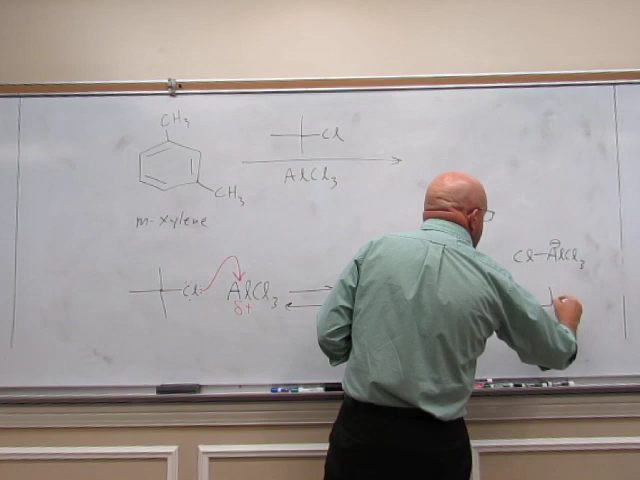 CH3
Cl
AlCl3
CH3
m-xylene
Cl-AlCl3
⊖
:Cl: AlCl3
δ+